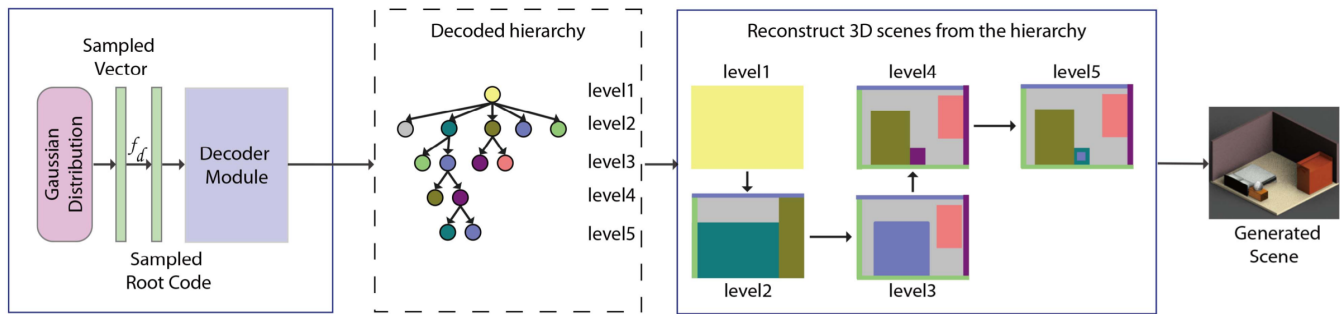 Sampled
Vector
Gaussian
Distribution
f_d
Decoder
Module
Sampled
Root Code
Decoded hierarchy
level1
level2
level3
level4
level5
Reconstruct 3D scenes from the hierarchy
level1
level4
level5
level2
level3
Generated
Scene